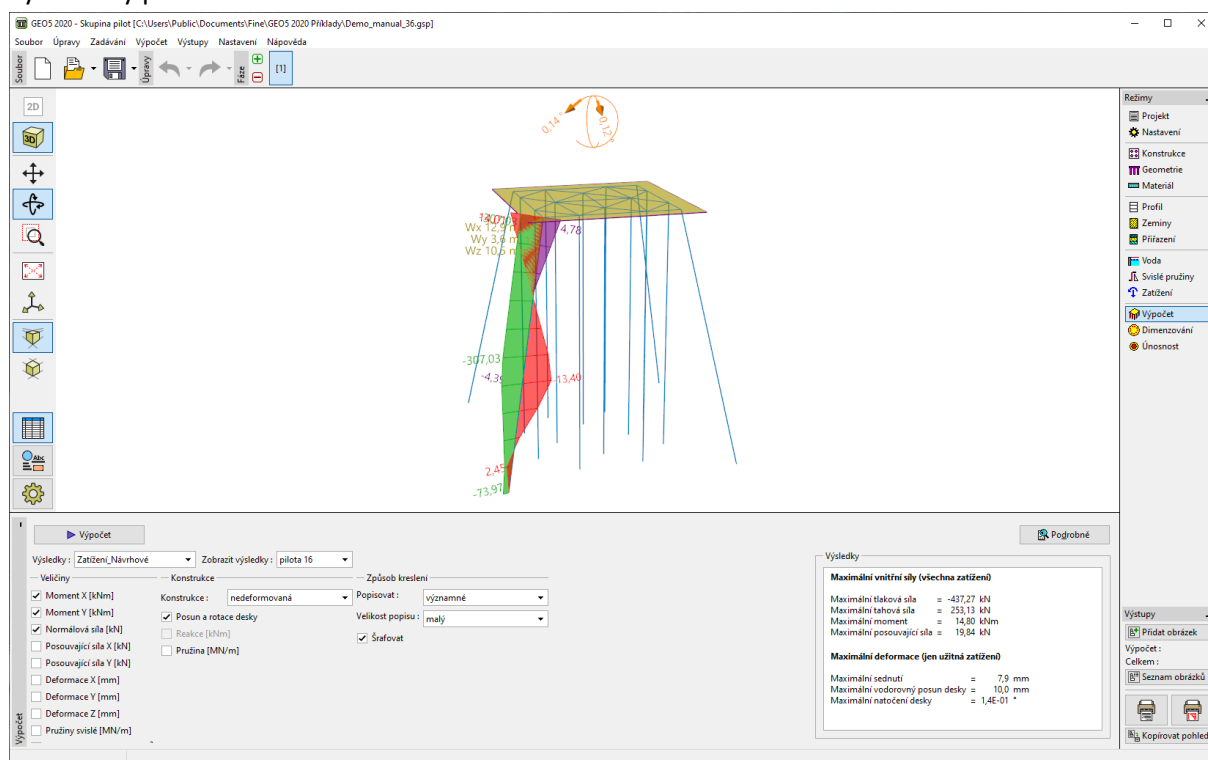 GEO5 2020 - Skupina pilot [C:\Users\Public\Documents\Fine\GEO5 2020 Příklady\Demo_manual_36.gsp]
Soubor Úpravy Zadávání Výpočet Výstupy Nastavení Nápověda
Soubor
Úpravy
Fáze
[1]
2D
3D
Abc
0,14 °
0,12 °
Wx 12,9 m
Wy 3,6 m
Wz 10,5 m
4,78
-307,03
-4,39
-13,40
2,45
-73,97
Režimy
Projekt
Nastavení
Konstrukce
Geometrie
Materiál
Profil
Zeminy
Přiřazení
Voda
Svislé pružiny
Zatížení
Výpočet
Dimenzování
Únosnost
Výpočet
Výpočet
Podrobně
Výsledky : Zatížení_Návrhové Zobrazit výsledky : pilota 16
Veličiny
Moment X [kNm]
Moment Y [kNm]
Normálová síla [kN]
Posouvající síla X [kN]
Posouvající síla Y [kN]
Deformace X [mm]
Deformace Y [mm]
Deformace Z [mm]
Pružiny svislé [MN/m]
Konstrukce
Konstrukce : nedeformovaná
Posun a rotace desky
Reakce [kNm]
Pružina [MN/m]
Způsob kreslení
Popisovat : významné
Velikost popisu : malý
Šrafovat
Výsledky
Maximální vnitřní síly (všechna zatížení)
Maximální tlaková síla = -437,27 kN
Maximální tahová síla = 253,13 kN
Maximální moment = 14,80 kNm
Maximální posouvající síla = 19,84 kN
Maximální deformace (jen užitná zatížení)
Maximální sednutí = 7,9 mm
Maximální vodorovný posun desky = 10,0 mm
Maximální natočení desky = 1,4E-01 °
Výstupy
Přidat obrázek
Výpočet :
Celkem :
Seznam obrázků
Kopírovat pohled